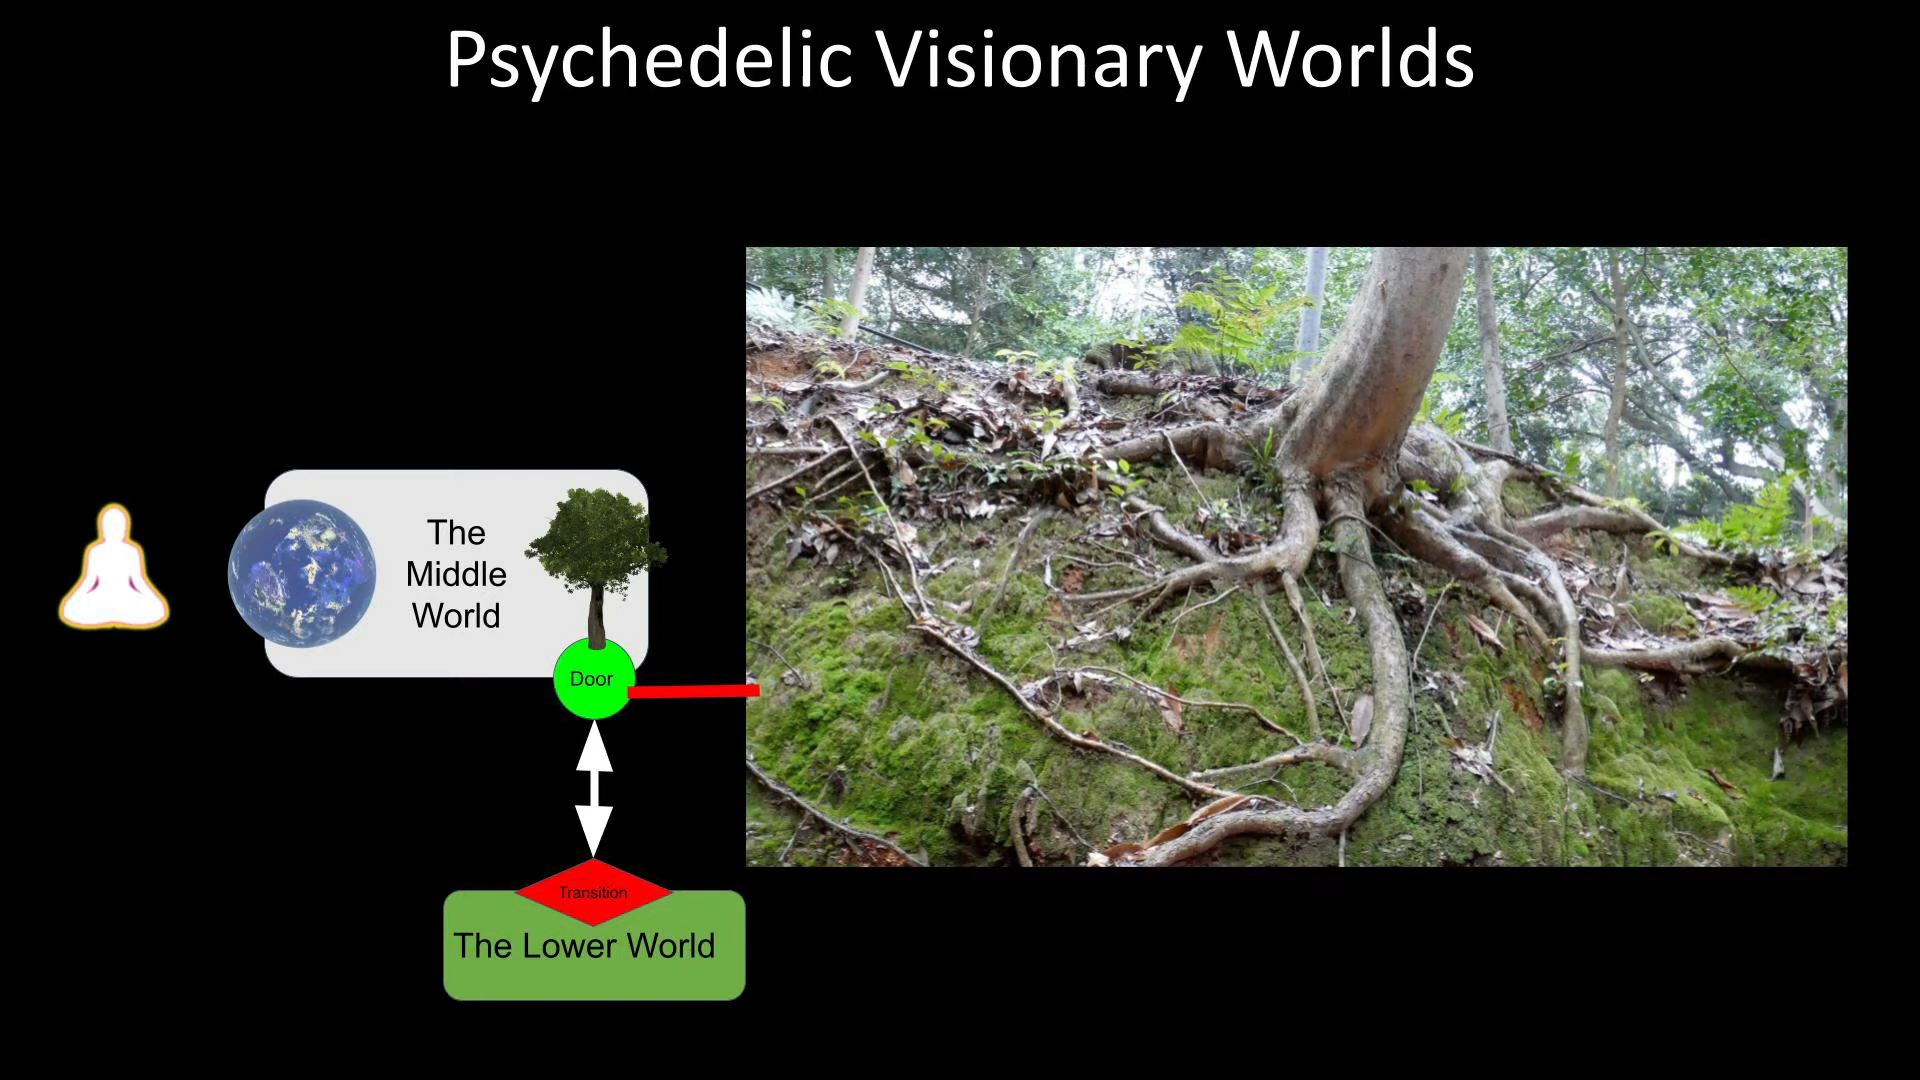 Psychedelic Visionary Worlds
The
Middle
World
Door
Transition
The Lower World